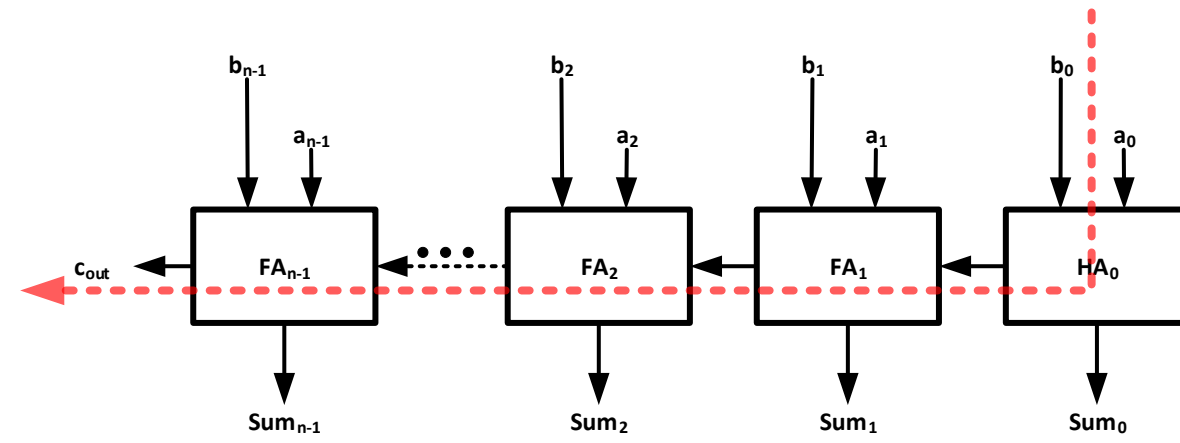 bn-1 b2 b1 b0
an-1 a2 a1 a0
cout FAn-1 ••• FA2 FA1 HA0
Sumn-1 Sum2 Sum1 Sum0